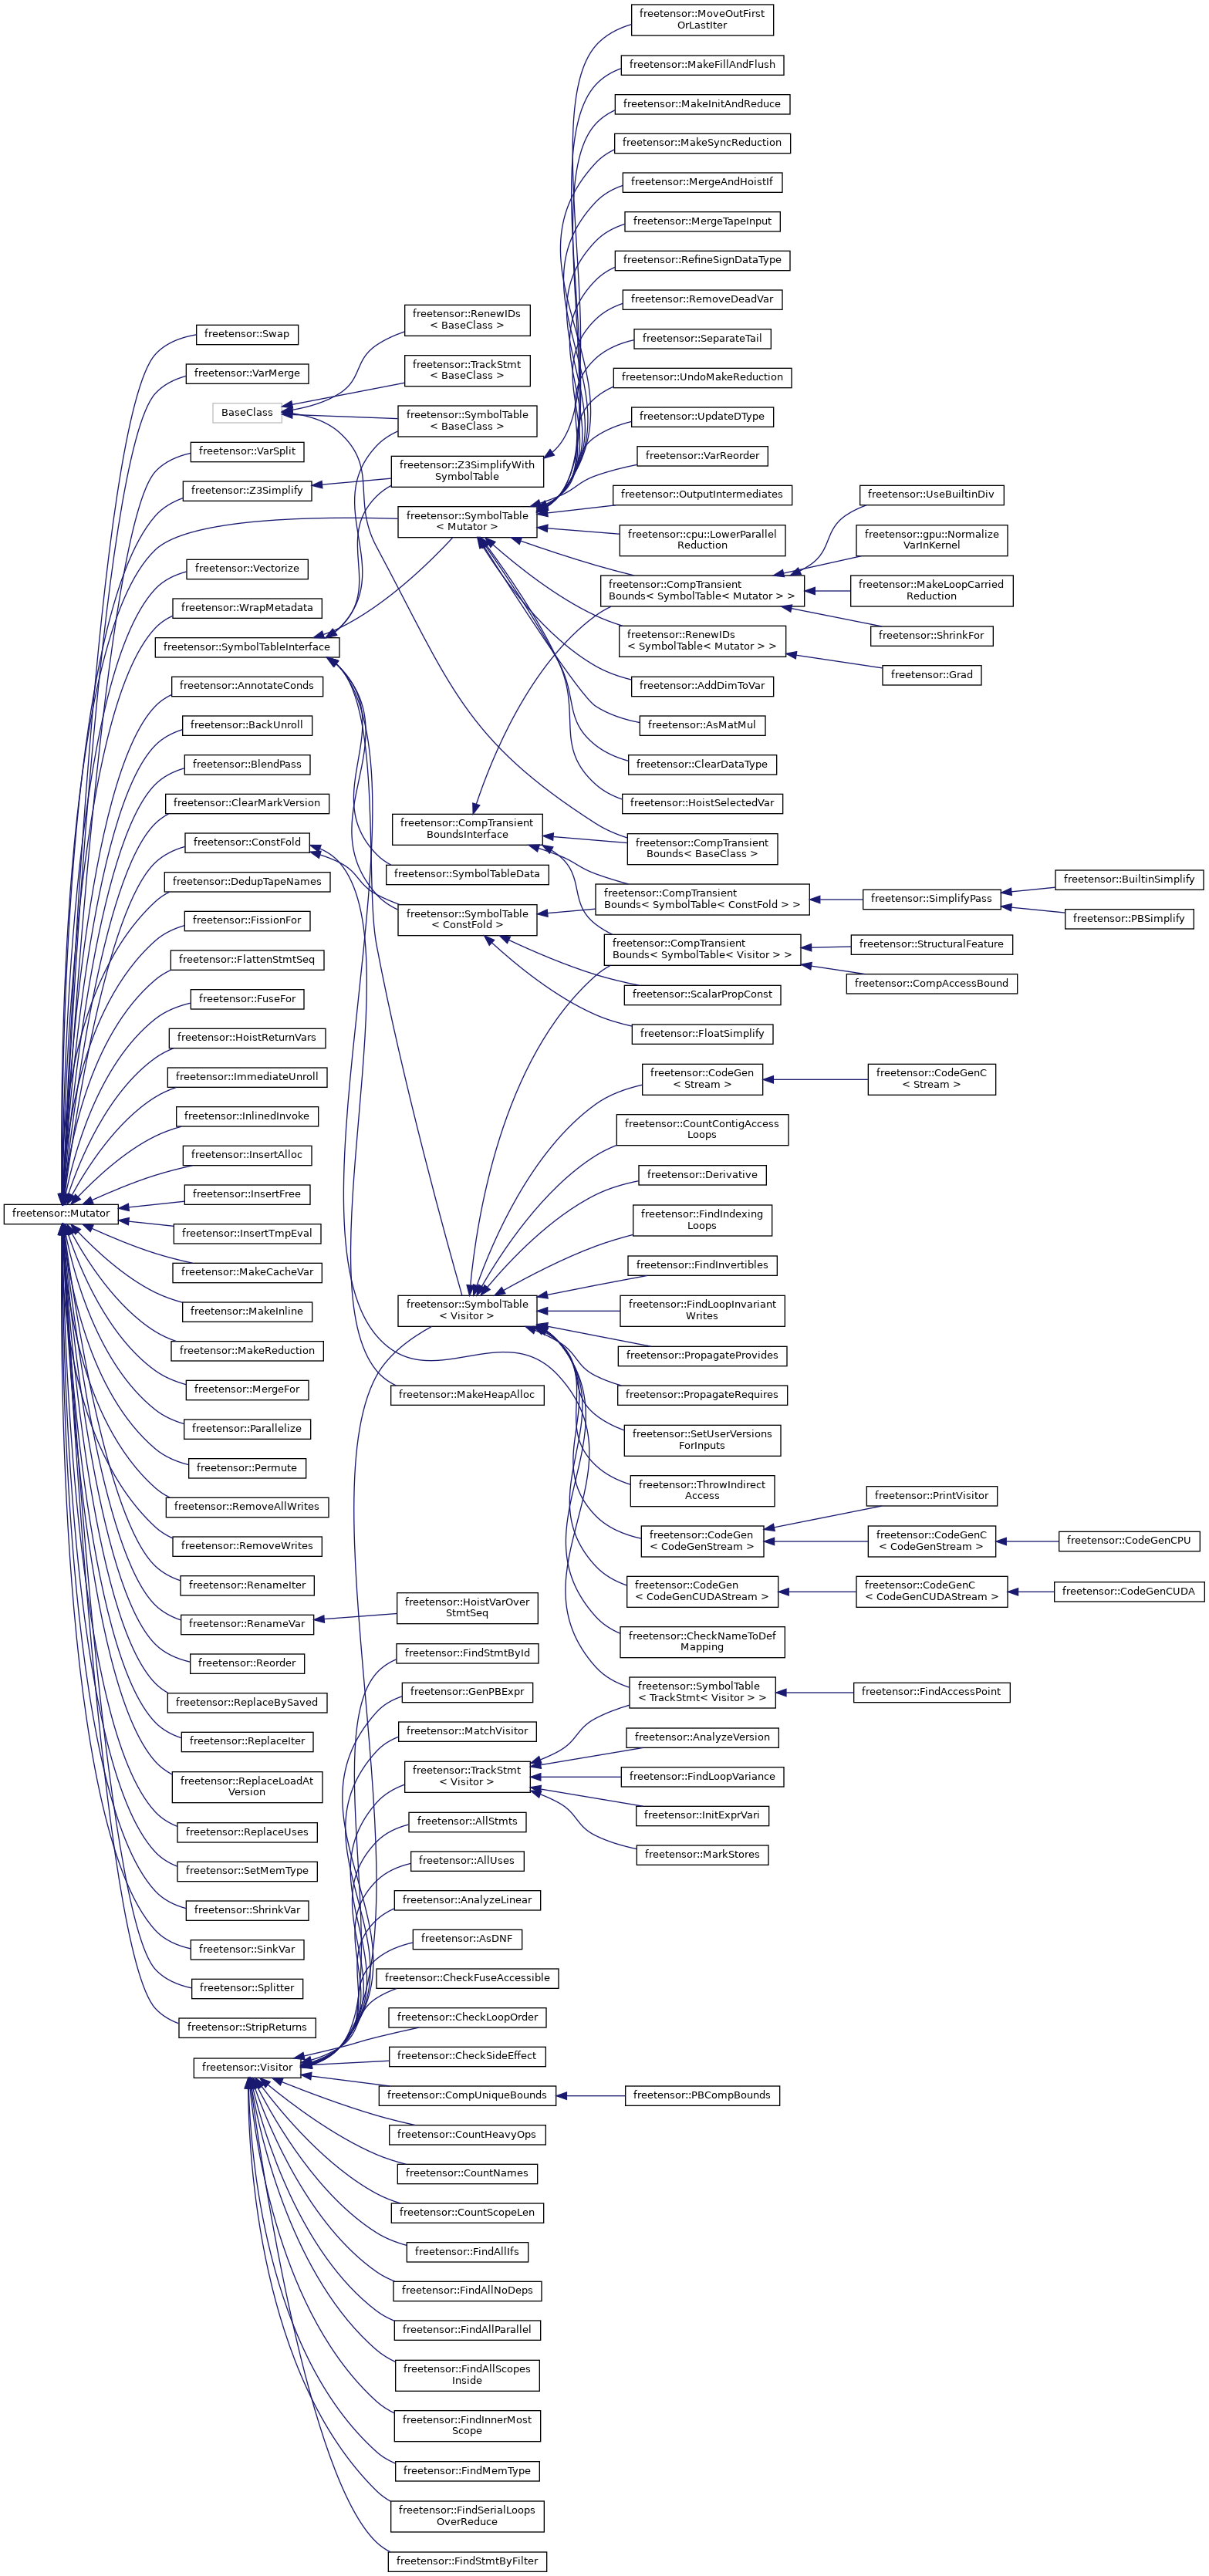 freetensor::MoveOutFirst
OrLastIter
freetensor::MakeFillAndFlush
freetensor::MakeInitAndReduce
freetensor::MakeSyncReduction
freetensor::MergeAndHoistIf
freetensor::MergeTapeInput
freetensor::RefineSignDataType
freetensor::RemoveDeadVar
freetensor::SeparateTail
freetensor::UndoMakeReduction
freetensor::UpdateDType
freetensor::VarReorder
freetensor::OutputIntermediates
freetensor::cpu::LowerParallel
Reduction
freetensor::CompTransient
Bounds< SymbolTable< Mutator > >
freetensor::RenewIDs
< SymbolTable< Mutator > >
freetensor::AddDimToVar
freetensor::AsMatMul
freetensor::ClearDataType
freetensor::HoistSelectedVar
freetensor::CompTransient
Bounds< BaseClass >
freetensor::CompTransient
Bounds< SymbolTable< ConstFold > >
freetensor::CompTransient
Bounds< SymbolTable< Visitor > >
freetensor::ScalarPropConst
freetensor::FloatSimplify
freetensor::CodeGen
< Stream >
freetensor::CountContigAccess
Loops
freetensor::Derivative
freetensor::FindIndexing
Loops
freetensor::FindInvertibles
freetensor::FindLoopInvariant
Writes
freetensor::PropagateProvides
freetensor::PropagateRequires
freetensor::SetUserVersions
ForInputs
freetensor::ThrowIndirect
Access
freetensor::CodeGen
< CodeGenStream >
freetensor::CodeGen
< CodeGenCUDAStream >
freetensor::CheckNameToDef
Mapping
freetensor::SymbolTable
< TrackStmt< Visitor > >
freetensor::AnalyzeVersion
freetensor::FindLoopVariance
freetensor::InitExprVari
freetensor::MarkStores
freetensor::PBCompBounds
freetensor::UseBuiltinDiv
freetensor::gpu::Normalize
VarInKernel
freetensor::MakeLoopCarried
Reduction
freetensor::ShrinkFor
freetensor::Grad
freetensor::SimplifyPass
freetensor::BuiltinSimplify
freetensor::PBSimplify
freetensor::StructuralFeature
freetensor::CompAccessBound
freetensor::CodeGenC
< Stream >
freetensor::PrintVisitor
freetensor::CodeGenC
< CodeGenStream >
freetensor::CodeGenCPU
freetensor::CodeGenC
< CodeGenCUDAStream >
freetensor::CodeGenCUDA
freetensor::FindAccessPoint
freetensor::RenewIDs
< BaseClass >
freetensor::TrackStmt
< BaseClass >
freetensor::SymbolTable
< BaseClass >
freetensor::Z3SimplifyWith
SymbolTable
freetensor::SymbolTable
< Mutator >
freetensor::CompTransient
BoundsInterface
freetensor::SymbolTableData
freetensor::SymbolTable
< ConstFold >
freetensor::SymbolTable
< Visitor >
freetensor::MakeHeapAlloc
freetensor::HoistVarOver
StmtSeq
freetensor::FindStmtById
freetensor::GenPBExpr
freetensor::MatchVisitor
freetensor::TrackStmt
< Visitor >
freetensor::AllStmts
freetensor::AllUses
freetensor::AnalyzeLinear
freetensor::AsDNF
freetensor::CheckFuseAccessible
freetensor::CheckLoopOrder
freetensor::CheckSideEffect
freetensor::CompUniqueBounds
freetensor::CountHeavyOps
freetensor::CountNames
freetensor::CountScopeLen
freetensor::FindAllIfs
freetensor::FindAllNoDeps
freetensor::FindAllParallel
freetensor::FindAllScopes
Inside
freetensor::FindInnerMost
Scope
freetensor::FindMemType
freetensor::FindSerialLoops
OverReduce
freetensor::FindStmtByFilter
freetensor::Swap
freetensor::VarMerge
BaseClass
freetensor::VarSplit
freetensor::Z3Simplify
freetensor::Vectorize
freetensor::WrapMetadata
freetensor::SymbolTableInterface
freetensor::AnnotateConds
freetensor::BackUnroll
freetensor::BlendPass
freetensor::ClearMarkVersion
freetensor::ConstFold
freetensor::DedupTapeNames
freetensor::FissionFor
freetensor::FlattenStmtSeq
freetensor::FuseFor
freetensor::HoistReturnVars
freetensor::ImmediateUnroll
freetensor::InlinedInvoke
freetensor::InsertAlloc
freetensor::InsertFree
freetensor::Mutator
freetensor::InsertTmpEval
freetensor::MakeCacheVar
freetensor::MakeInline
freetensor::MakeReduction
freetensor::MergeFor
freetensor::Parallelize
freetensor::Permute
freetensor::RemoveAllWrites
freetensor::RemoveWrites
freetensor::RenameIter
freetensor::RenameVar
freetensor::Reorder
freetensor::ReplaceBySaved
freetensor::ReplaceIter
freetensor::ReplaceLoadAt
Version
freetensor::ReplaceUses
freetensor::SetMemType
freetensor::ShrinkVar
freetensor::SinkVar
freetensor::Splitter
freetensor::StripReturns
freetensor::Visitor